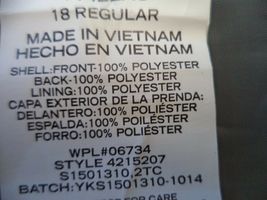 18 REGULAR
MADE IN VIETNAM
HECHO EN VIETNAM
SHELL:FRONT-100% POLYESTER
BACK-100% POLYESTER
LINING:100% POLYESTER
CAPA EXTERIOR DE LA PRENDA:
DELANTERO:100% POLIÉSTER
ESPALDA:100% POLIÉSTER
FORRO:100% POLIÉSTER
WPL#06734
STYLE 4215207
S1501310,2TC
BATCH:YKS1501310-1014
FOR CARE